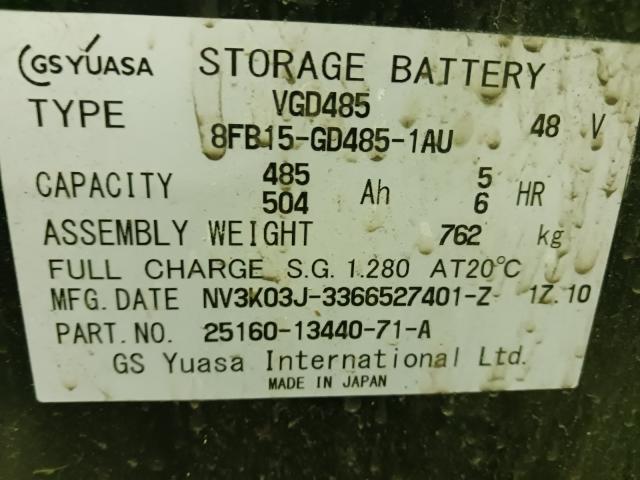 GS YUASA STORAGE BATTERY
TYPE VGD485 48 V
8FB15-GD485-1AU
CAPACITY 485 Ah 5 HR
504 6
ASSEMBLY WEIGHT 762 kg
FULL CHARGE S.G. 1.280 AT20℃
MFG. DATE NV3K03J-3366527401-Z 1Z.10
PART. NO. 25160-13440-71-A
GS Yuasa International Ltd.
MADE IN JAPAN